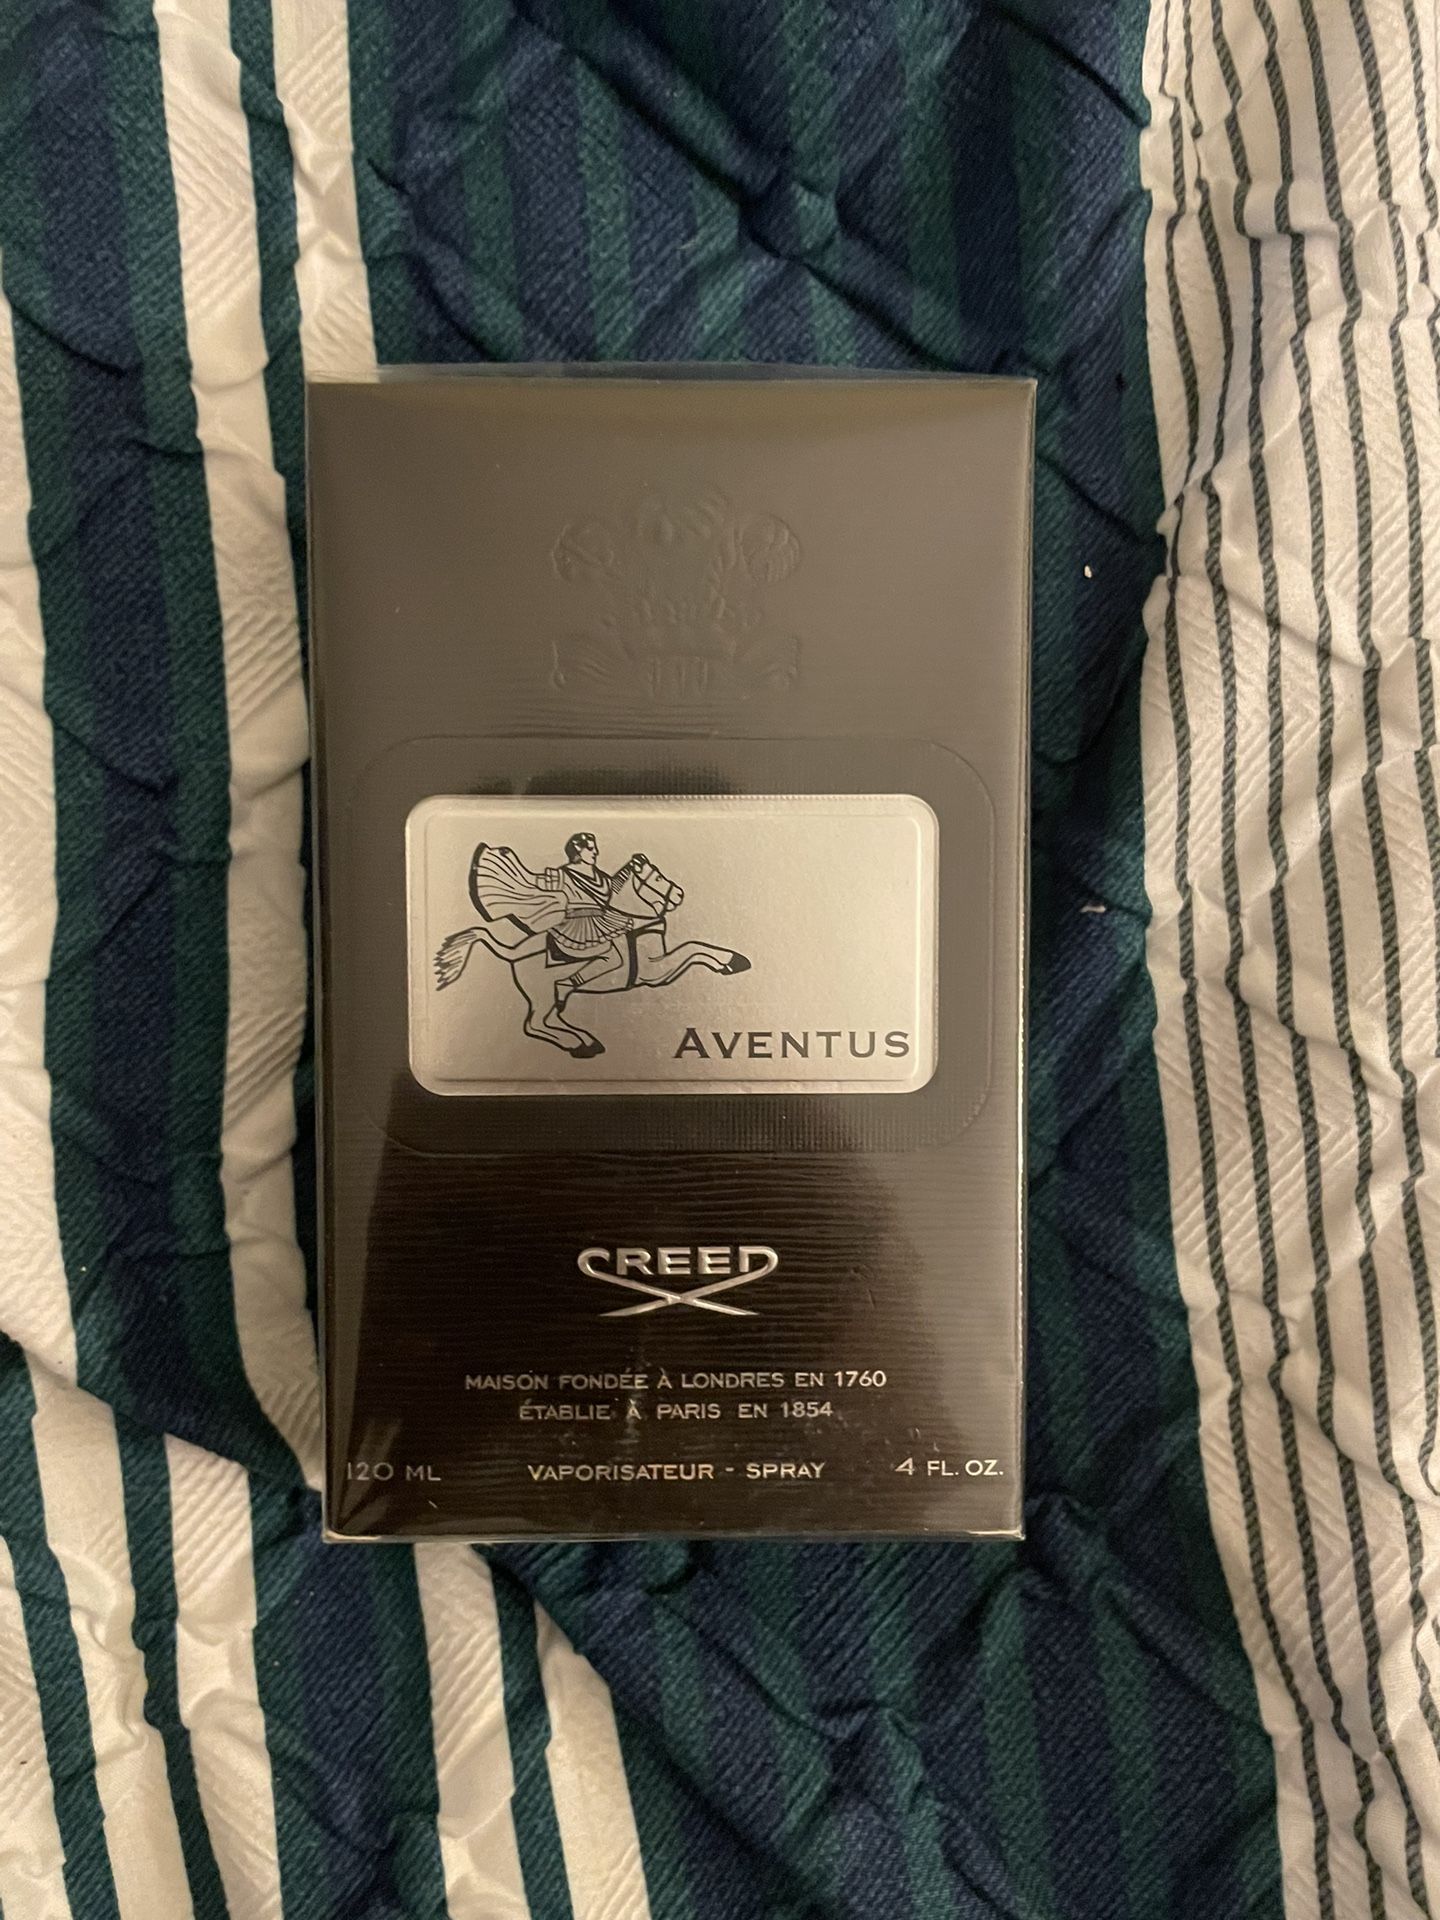 AVENTUS
CREED
MAISON FONDÉE À LONDRES EN 1760
ÉTABLIE À PARIS EN 1854
120 ML VAPORISATEUR - SPRAY 4 FL. OZ.